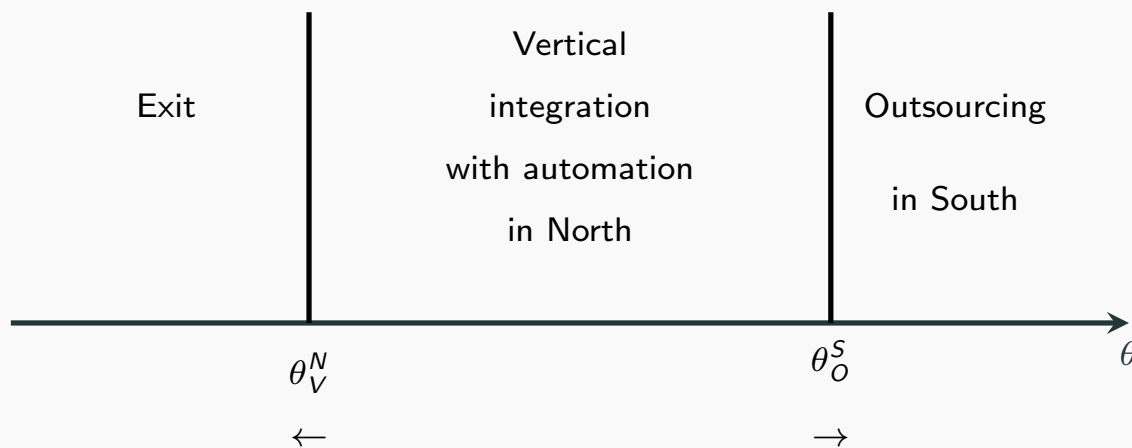 Exit
Vertical
integration
with automation
in North
Outsourcing
in South
θ_V^N
θ_O^S
θ
←
→